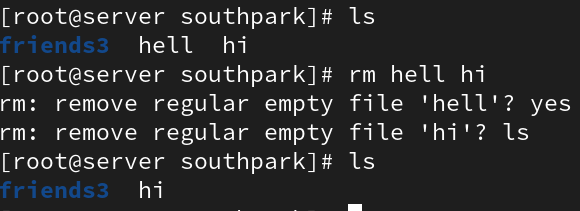 [root@server southpark]# ls
friends3  hell  hi
[root@server southpark]# rm hell hi
rm: remove regular empty file 'hell'? yes
rm: remove regular empty file 'hi'? ls
[root@server southpark]# ls
friends3  hi